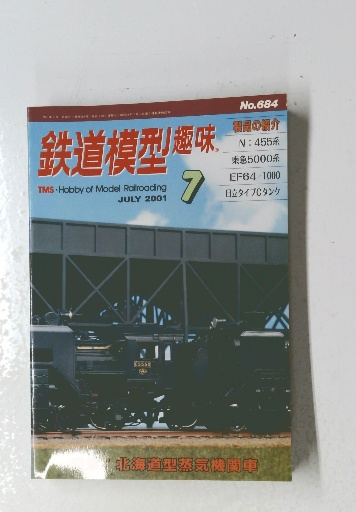 No.684
鉄道模型趣味
製品の紹介
N：455系
東急5000系
EF64-1000
日立タイプCタンク
TMS・Hobby of Model Railroading
JULY 2001
7
北海道型蒸気機関車